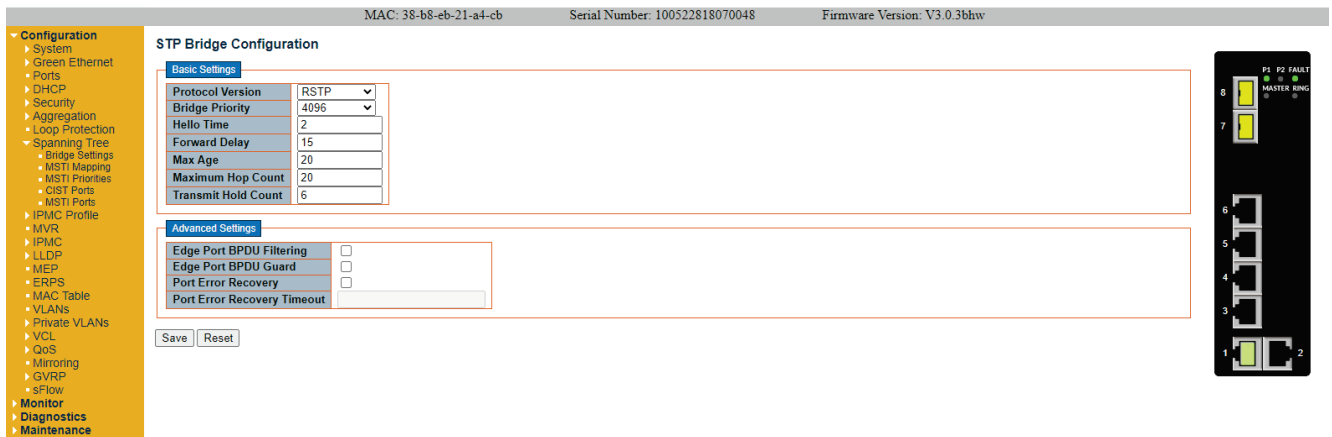 MAC: 38-b8-eb-21-a4-cb Serial Number: 100522818070048 Firmware Version: V3.0.3bhw
Configuration
System
Green Ethernet
Ports
DHCP
Security
Aggregation
Loop Protection
Spanning Tree
Bridge Settings
MSTI Mapping
MSTI Priorities
CIST Ports
MSTI Ports
IPMC Profile
MVR
IPMC
LLDP
MEP
ERPS
MAC Table
VLANs
Private VLANs
VCL
QoS
Mirroring
GVRP
sFlow
Monitor
Diagnostics
Maintenance
STP Bridge Configuration
Basic Settings
Protocol Version RSTP
Bridge Priority 4096
Hello Time 2
Forward Delay 15
Max Age 20
Maximum Hop Count 20
Transmit Hold Count 6
Advanced Settings
Edge Port BPDU Filtering
Edge Port BPDU Guard
Port Error Recovery
Port Error Recovery Timeout
Save Reset
P1 P2 FAULT
MASTER RING
8
7
6
5
4
3
1 2